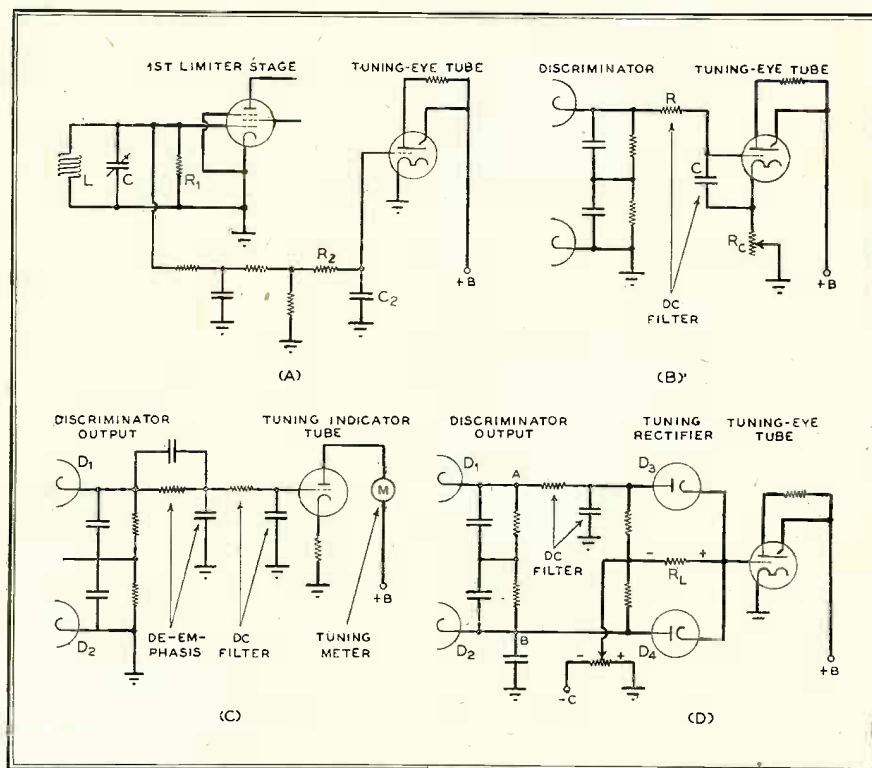 1ST LIMITER STAGE
TUNING-EYE TUBE
L
C
R1
R2
C2
+B
(A)
DISCRIMINATOR
TUNING-EYE TUBE
R
C
RC
DC
FILTER
+B
(B)
DISCRIMINATOR
OUTPUT
TUNING INDICATOR
TUBE
D1
M
D2
DE-EM-
PHASIS
DC
FILTER
TUNING
METER
+B
(C)
DISCRIMINATOR
OUTPUT
TUNING
RECTIFIER
TUNING-EYE
TUBE
D1
A
D3
DC
FILTER
- RL +
D2
B
D4
- +
-C
+B
(D)